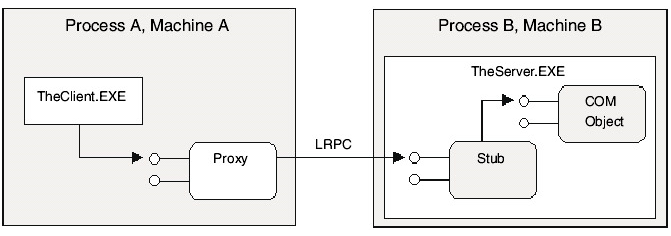 Process A, Machine A
TheClient.EXE
Proxy
LRPC
Process B, Machine B
TheServer.EXE
COM
Object
Stub